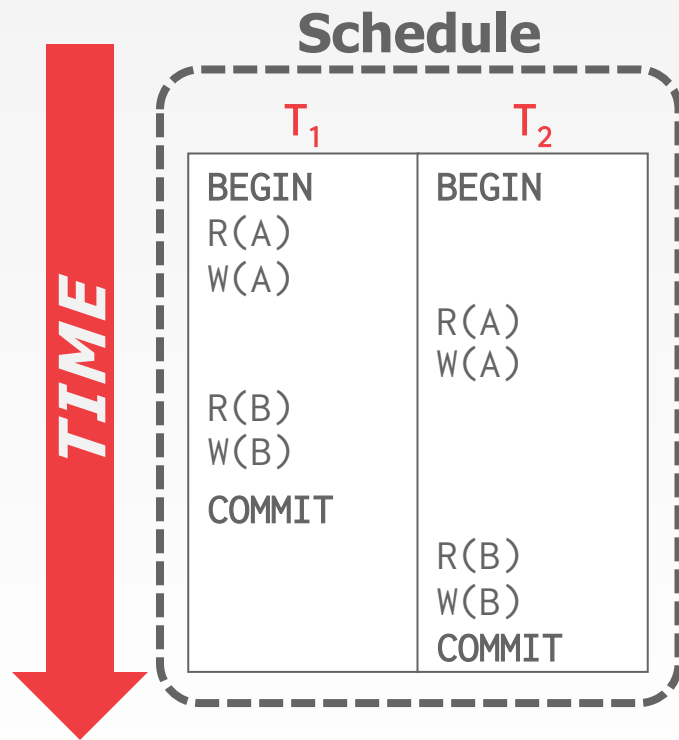 Schedule
TIME
T1 T2
BEGIN BEGIN
R(A)
W(A)
R(A)
W(A)
R(B)
W(B)
COMMIT
R(B)
W(B)
COMMIT